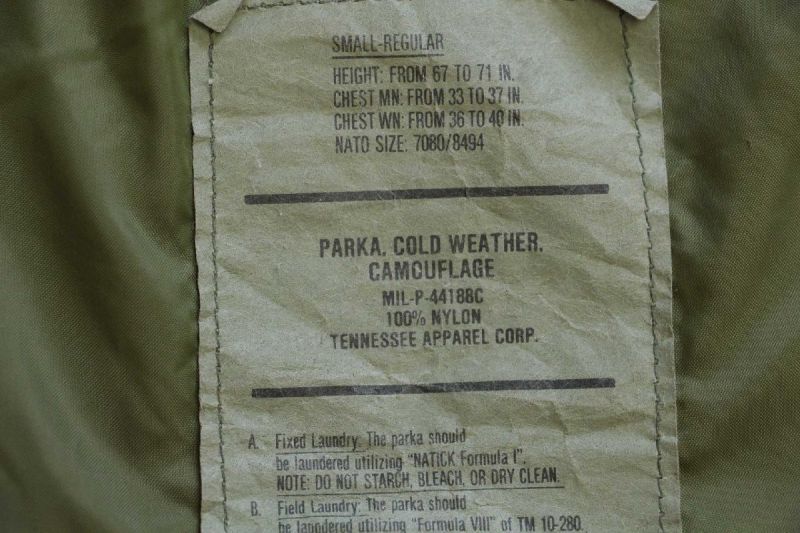 SMALL-REGULAR
HEIGHT: FROM 67 TO 71 IN.
CHEST MN: FROM 33 TO 37 IN.
CHEST WN: FROM 36 TO 40 IN.
NATO SIZE: 7080/8494
PARKA, COLD WEATHER,
CAMOUFLAGE
MIL-P-44188C
100% NYLON
TENNESSEE APPAREL CORP.
A. Fixed Laundry: The parka should
be laundered utilizing "NATICK Formula I".
NOTE: DO NOT STARCH, BLEACH, OR DRY CLEAN.
B. Field Laundry: The parka should
be laundered utilizing "Formula VIII" of TM 10-280.